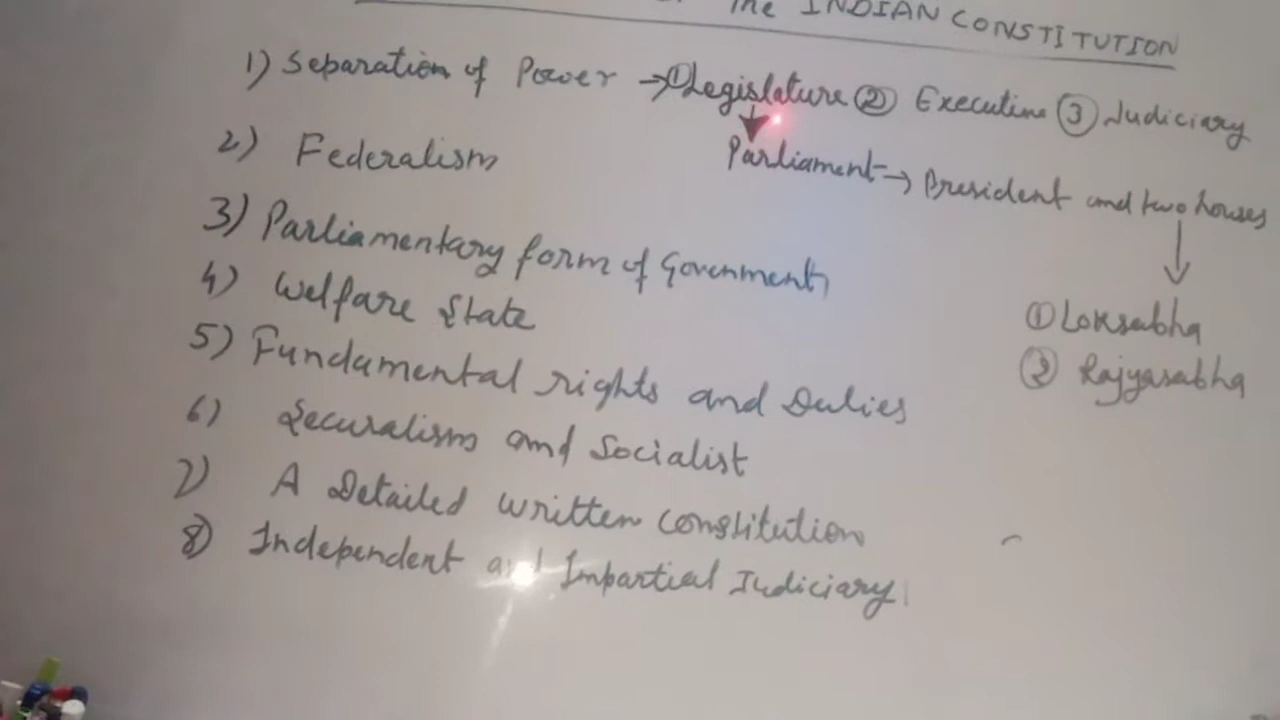 The INDIAN CONSTITUTION
1) Separation of Power → ① Legislature ② Executive ③ Judiciary
Parliament → President and two houses
① Loksabha
② Rajyasabha
2) Federalism
3) Parliamentary form of Government
4) Welfare State
5) Fundamental rights and Duties
6) Secularism and Socialist
7) A Detailed written constitution
8) Independent and Impartial Judiciary